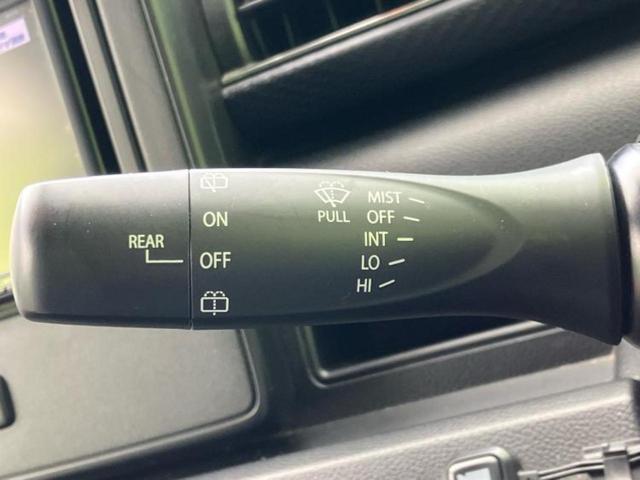 REAR
ON
OFF
PULL
MIST
OFF
INT
LO
HI